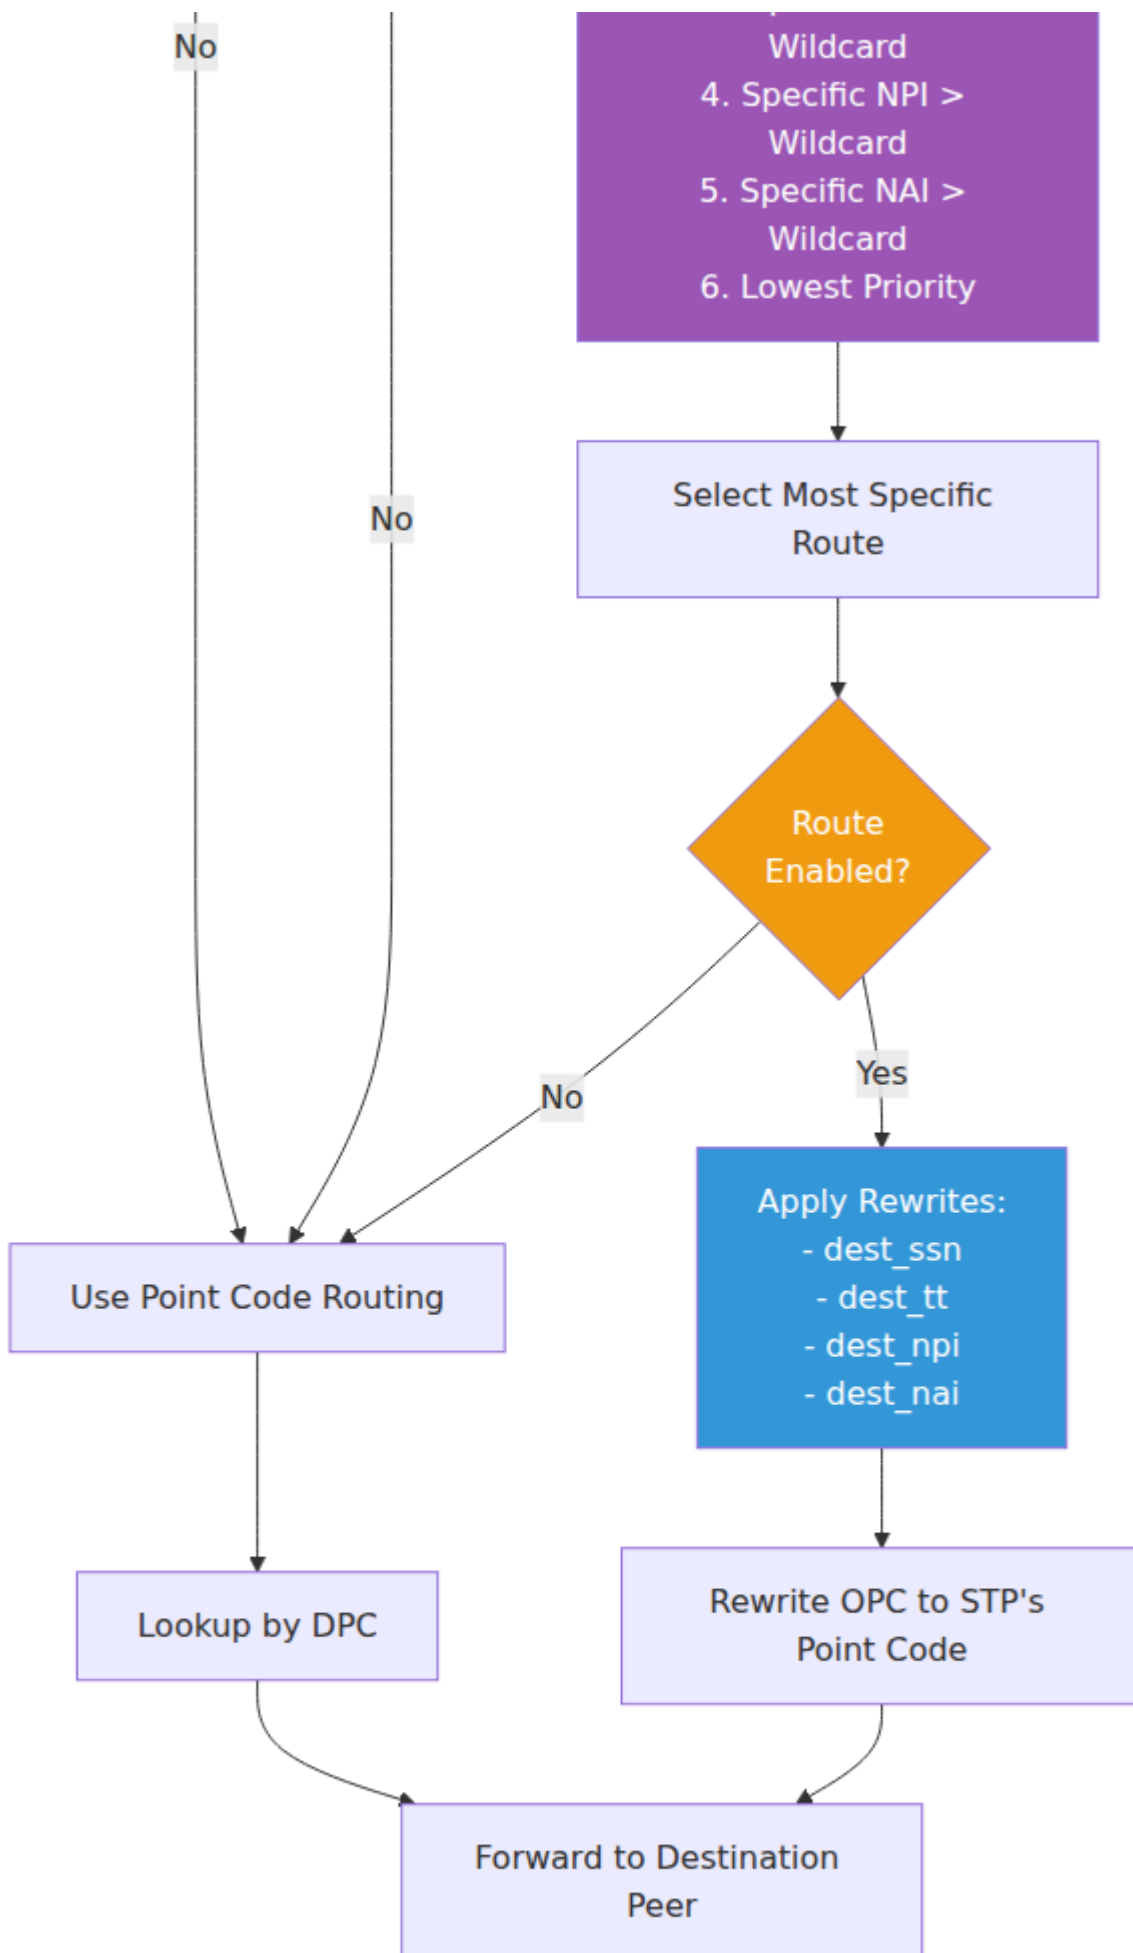 No
Wildcard
4. Specific NPI >
Wildcard
5. Specific NAI >
Wildcard
6. Lowest Priority
Select Most Specific
Route
No
Route
Enabled?
No
Yes
Use Point Code Routing
Apply Rewrites:
- dest_ssn
- dest_tt
- dest_npi
- dest_nai
Lookup by DPC
Rewrite OPC to STP's
Point Code
Forward to Destination
Peer